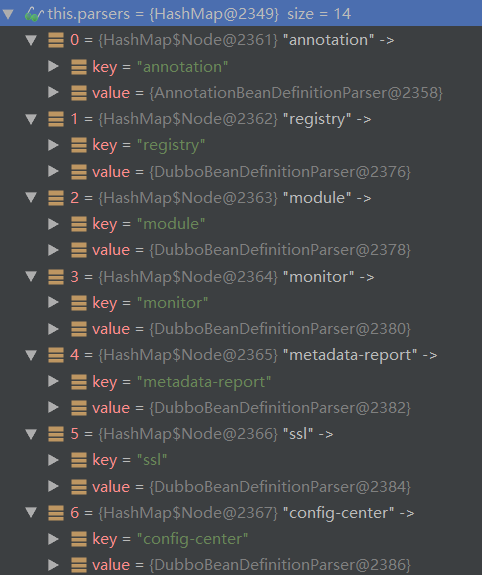 this.parsers = {HashMap@2349} size = 14
0 = {HashMap$Node@2361} "annotation" ->
key = "annotation"
value = {AnnotationBeanDefinitionParser@2358}
1 = {HashMap$Node@2362} "registry" ->
key = "registry"
value = {DubboBeanDefinitionParser@2376}
2 = {HashMap$Node@2363} "module" ->
key = "module"
value = {DubboBeanDefinitionParser@2378}
3 = {HashMap$Node@2364} "monitor" ->
key = "monitor"
value = {DubboBeanDefinitionParser@2380}
4 = {HashMap$Node@2365} "metadata-report" ->
key = "metadata-report"
value = {DubboBeanDefinitionParser@2382}
5 = {HashMap$Node@2366} "ssl" ->
key = "ssl"
value = {DubboBeanDefinitionParser@2384}
6 = {HashMap$Node@2367} "config-center" ->
key = "config-center"
value = {DubboBeanDefinitionParser@2386}